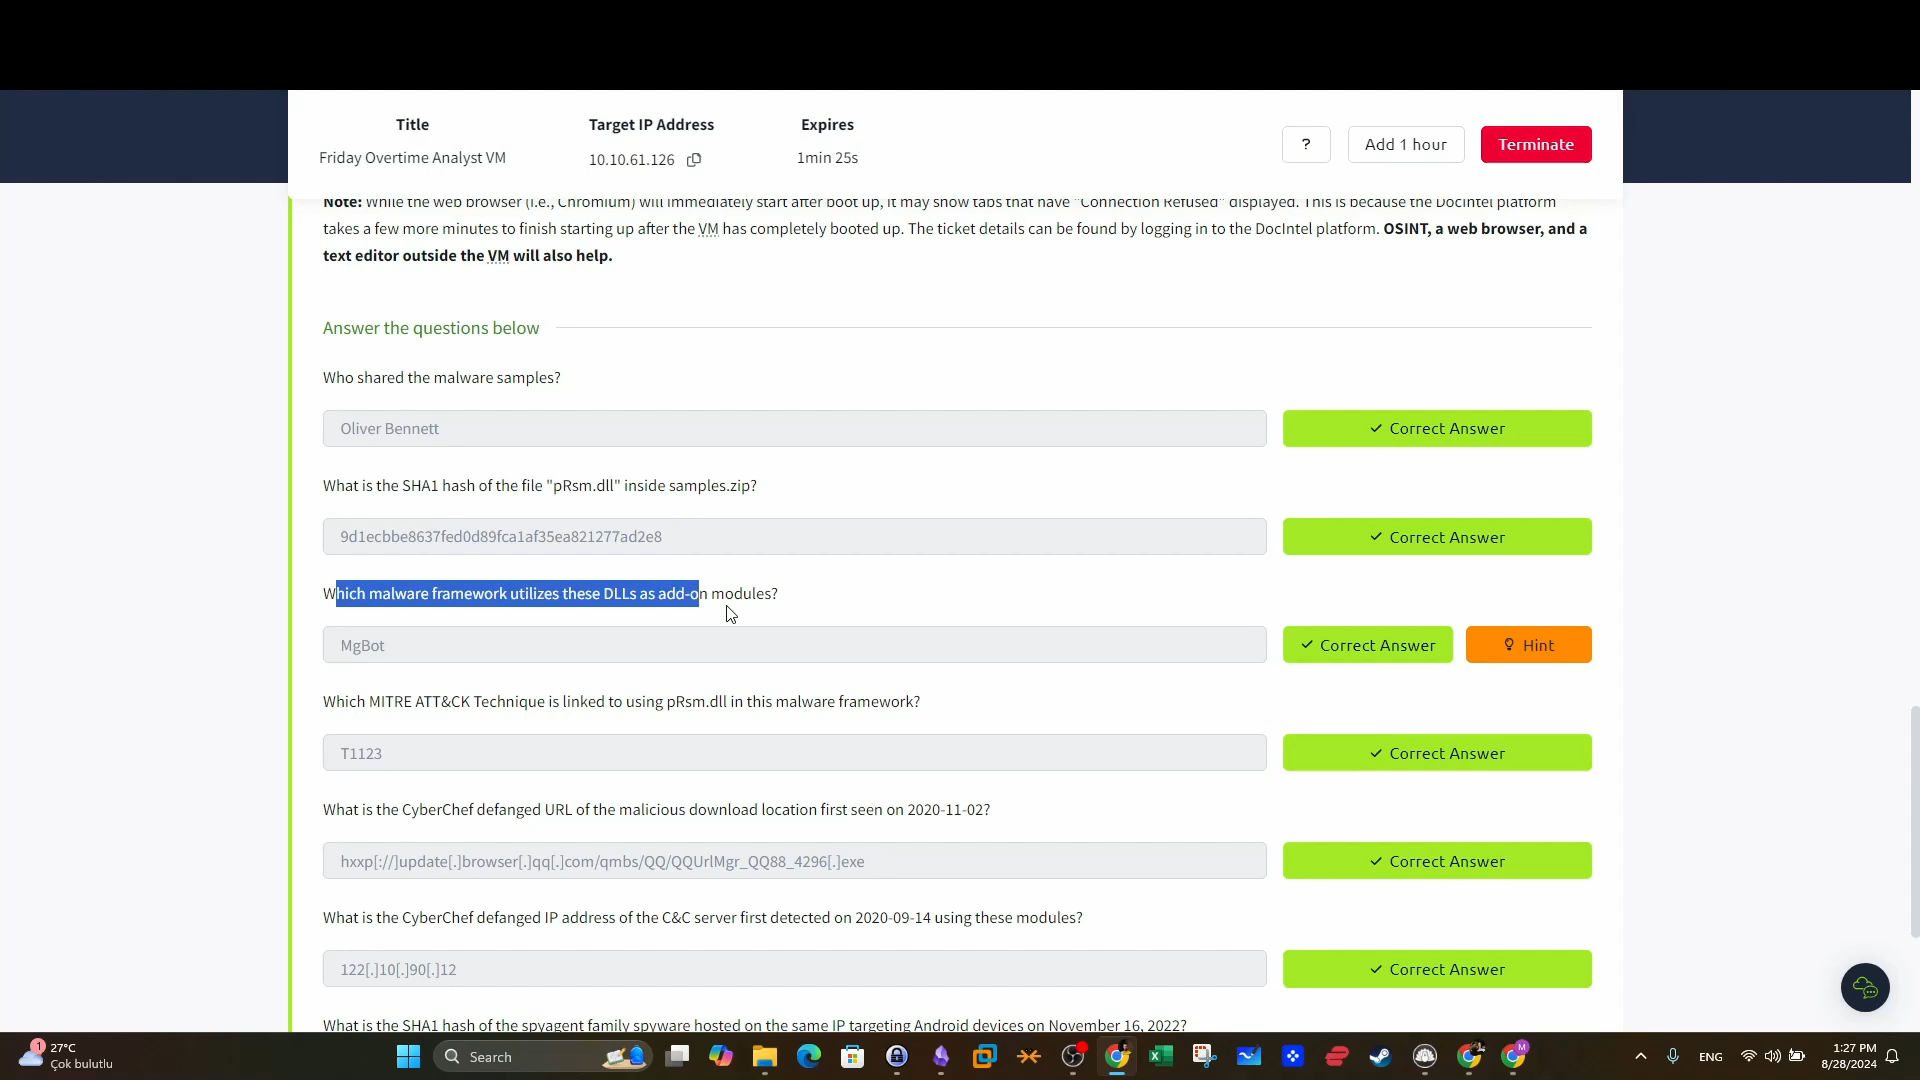 Title
Target IP Address
Expires
Friday Overtime Analyst VM
10.10.61.126
1min 25s
?
Add 1 hour
Terminate
Note: While the web browser (i.e., Chromium) will immediately start after boot up, it may show tabs that have "Connection Refused" displayed. This is because the DocIntel platform
takes a few more minutes to finish starting up after the VM has completely booted up. The ticket details can be found by logging in to the DocIntel platform. OSINT, a web browser, and a
text editor outside the VM will also help.
Answer the questions below
Who shared the malware samples?
Oliver Bennett
Correct Answer
What is the SHA1 hash of the file "pRsm.dll" inside samples.zip?
9d1ecbbe8637fed0d89fca1af35ea821277ad2e8
Correct Answer
Which malware framework utilizes these DLLs as add-on modules?
MgBot
Correct Answer
Hint
Which MITRE ATT&CK Technique is linked to using pRsm.dll in this malware framework?
T1123
Correct Answer
What is the CyberChef defanged URL of the malicious download location first seen on 2020-11-02?
hxxp[://]update[.]browser[.]qq[.]com/qmbs/QQ/QQUrlMgr_QQ88_4296[.]exe
Correct Answer
What is the CyberChef defanged IP address of the C&C server first detected on 2020-09-14 using these modules?
122[.]10[.]90[.]12
Correct Answer
What is the SHA1 hash of the spyagent family spyware hosted on the same IP targeting Android devices on November 16, 2022?
1
27°C
Çok bulutlu
Search
M
ENG
1:27 PM
8/28/2024